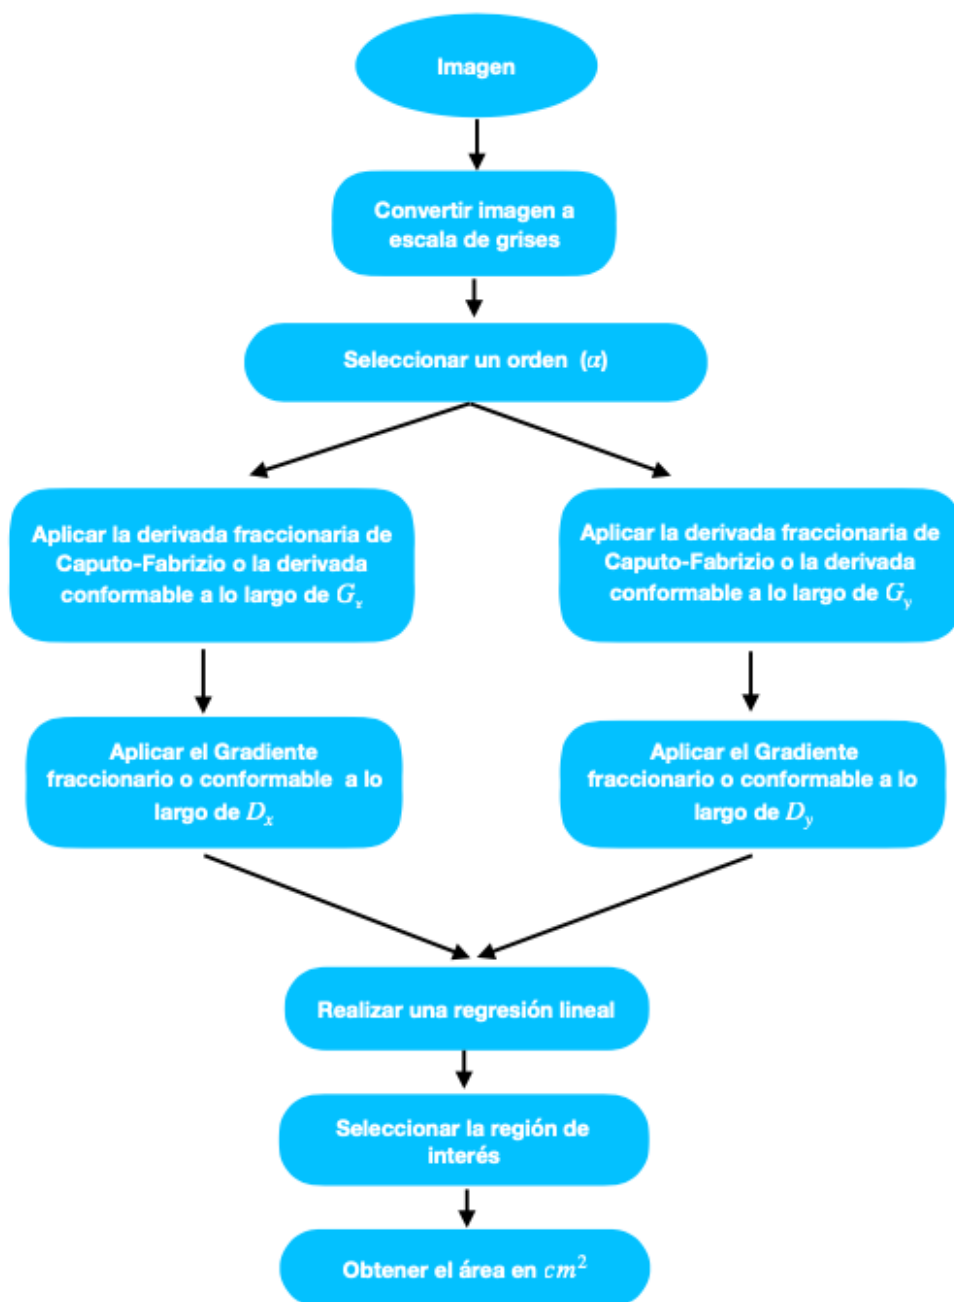 Imagen
Convertir imagen a
escala de grises
Seleccionar un orden (α)
Aplicar la derivada fraccionaria de
Caputo-Fabrizio o la derivada
conformable a lo largo de Gₓ
Aplicar la derivada fraccionaria de
Caputo-Fabrizio o la derivada
conformable a lo largo de G_y
Aplicar el Gradiente
fraccionario o conformable a lo
largo de Dₓ
Aplicar el Gradiente
fraccionario o conformable a lo
largo de D_y
Realizar una regresión lineal
Seleccionar la región de
interés
Obtener el área en cm²